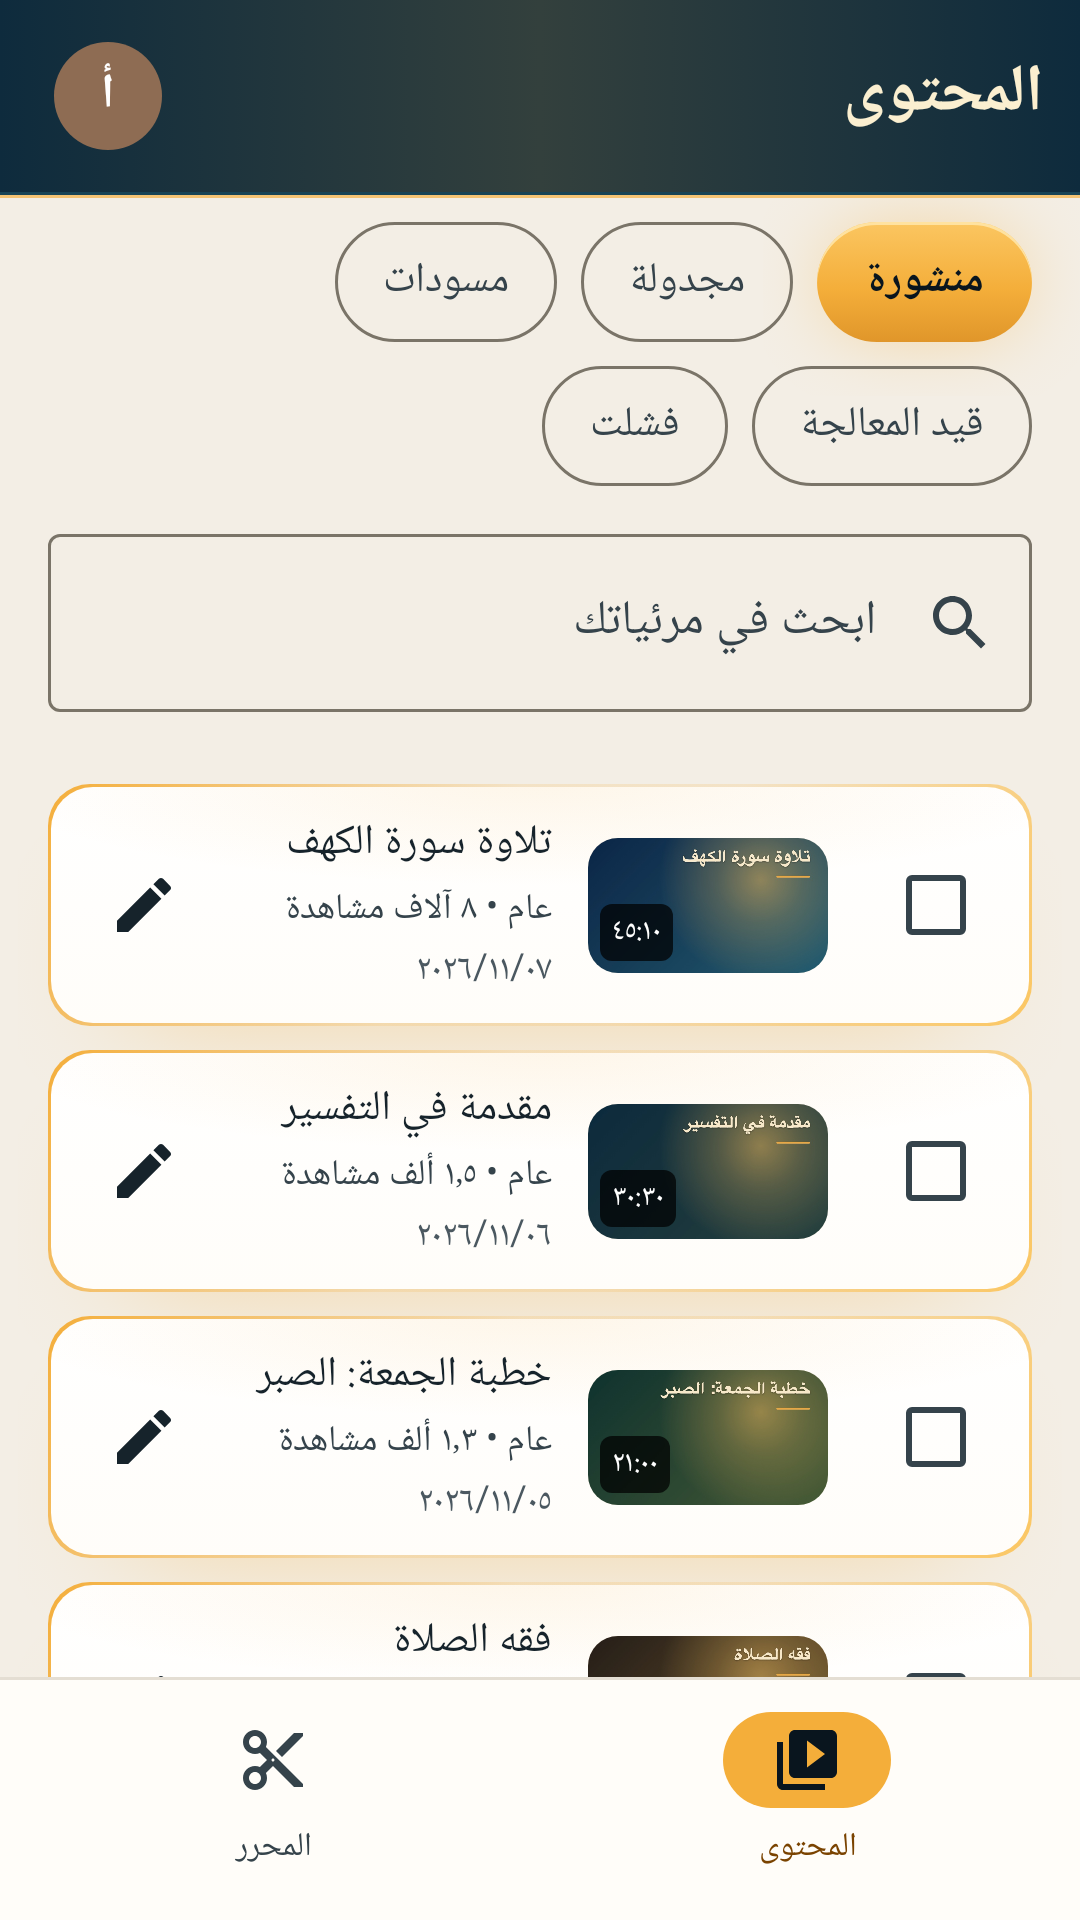 المحتوى
أ
منشورة
مجدولة
مسودات
قيد المعالجة
فشلت
ابحث في مرئياتك
تلاوة سورة الكهف
٤٥:١٠
تلاوة سورة الكهف
عام • ٨ آلاف مشاهدة
٢٠٢٦/١١/٠٧
مقدمة في التفسير
٣٠:٣٠
مقدمة في التفسير
عام • ١٫٥ ألف مشاهدة
٢٠٢٦/١١/٠٦
خطبة الجمعة: الصبر
٢١:٠٠
خطبة الجمعة: الصبر
عام • ١٫٣ ألف مشاهدة
٢٠٢٦/١١/٠٥
فقه الصلاة
فقه الصلاة
المحتوى
المحرر